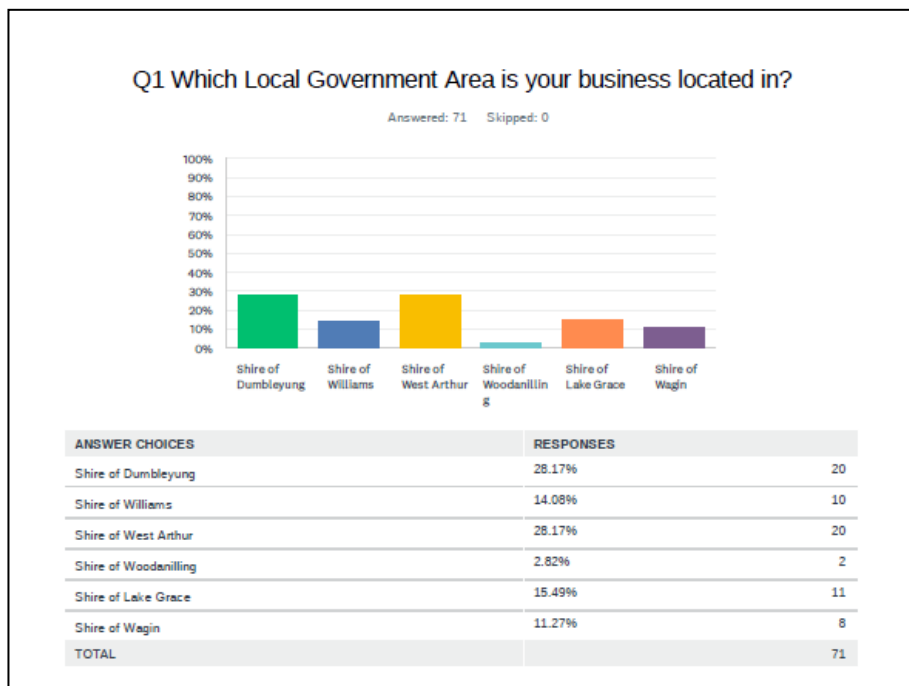 Q1 Which Local Government Area is your business located in?
Answered: 71 Skipped: 0
100%
90%
80%
70%
60%
50%
40%
30%
20%
10%
0%
Shire of Dumbleyung
Shire of Williams
Shire of West Arthur
Shire of Woodanillin
g
Shire of Lake Grace
Shire of Wagin
ANSWER CHOICES RESPONSES
Shire of Dumbleyung 28.17% 20
Shire of Williams 14.08% 10
Shire of West Arthur 28.17% 20
Shire of Woodanilling 2.82% 2
Shire of Lake Grace 15.49% 11
Shire of Wagin 11.27% 8
TOTAL 71